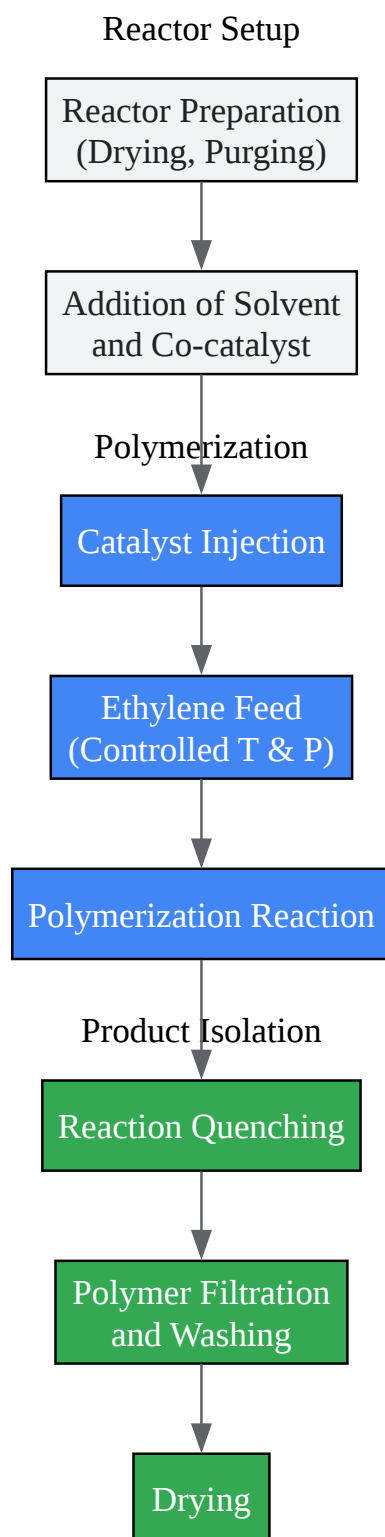 Reactor Setup
Reactor Preparation
(Drying, Purging)
Addition of Solvent
and Co-catalyst
Polymerization
Catalyst Injection
Ethylene Feed
(Controlled T & P)
Polymerization Reaction
Product Isolation
Reaction Quenching
Polymer Filtration
and Washing
Drying